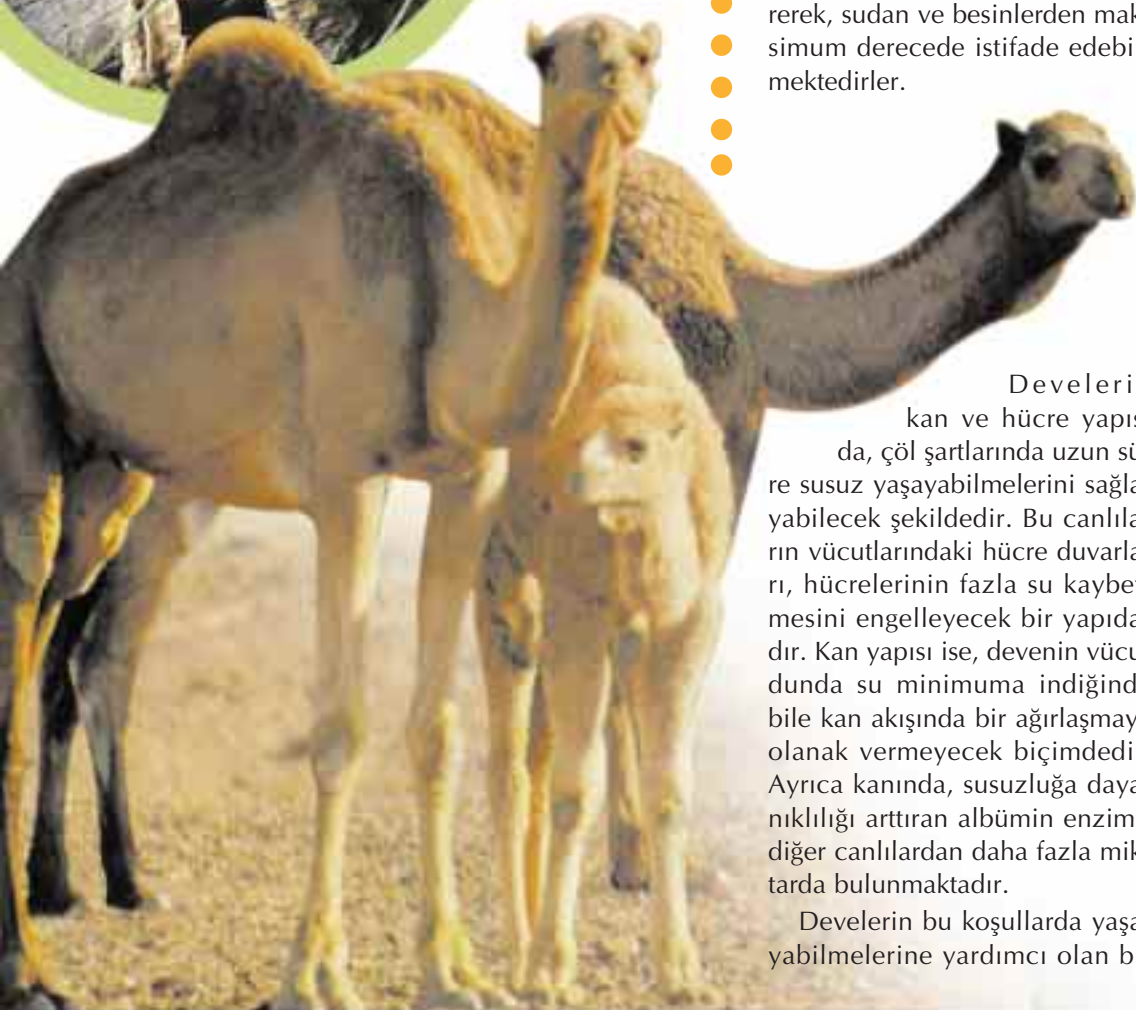 rerek, sudan ve besinlerden mak
simum derecede istifade edebi
mektedirler.
Develeri
kan ve hücre yapıs
da, çöl şartlarında uzun sü
re susuz yaşayabilmelerini sağla
yabilecek şekildedir. Bu canlıla
rın vücutlarındaki hücre duvarla
rı, hücrelerinin fazla su kaybet
mesini engelleyecek bir yapıda
dır. Kan yapısı ise, devenin vücu
dunda su minimuma indiğind
bile kan akışında bir ağırlaşmay
olanak vermeyecek biçimdedi
Ayrıca kanında, susuzluğa daya
nıklılığı arttıran albümin enzim
diğer canlılardan daha fazla mik
tarda bulunmaktadır.
Develerin bu koşullarda yaşa
yabilmelerine yardımcı olan b